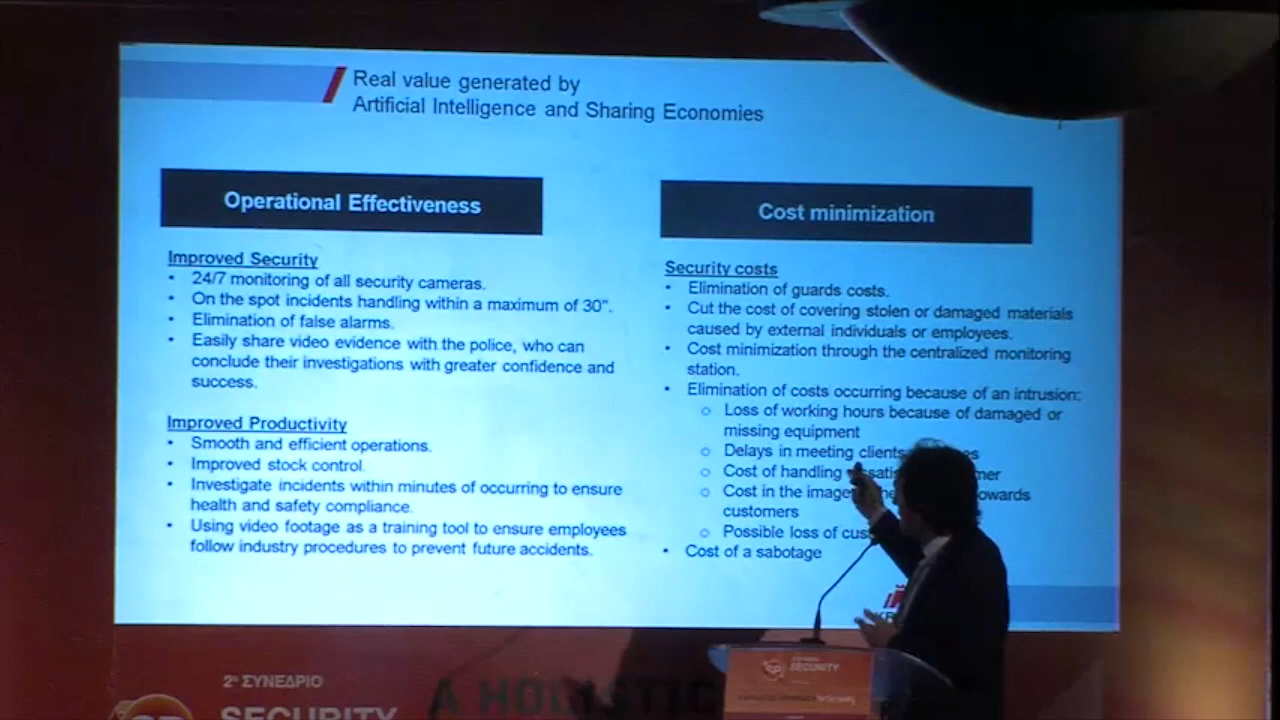 Real value generated by
Artificial Intelligence and Sharing Economies
Operational Effectiveness
Improved Security
• 24/7 monitoring of all security cameras.
• On the spot incidents handling within a maximum of 30".
• Elimination of false alarms.
• Easily share video evidence with the police, who can
conclude their investigations with greater confidence and
success.
Improved Productivity
• Smooth and efficient operations.
• Improved stock control.
• Investigate incidents within minutes of occurring to ensure
health and safety compliance.
• Using video footage as a training tool to ensure employees
follow industry procedures to prevent future accidents.
Cost minimization
Security costs
• Elimination of guards costs.
• Cut the cost of covering stolen or damaged materials
caused by external individuals or employees.
• Cost minimization through the centralized monitoring
station.
• Elimination of costs occurring because of an intrusion:
o Loss of working hours because of damaged or
missing equipment
o Delays in meeting clients
o Cost of handling
o Cost in the image towards
customers
o Possible loss of
• Cost of a sabotage
2ο ΣΥΝΕΔΡΙΟ
SECURITY
A HOLISTIC
SECURITY